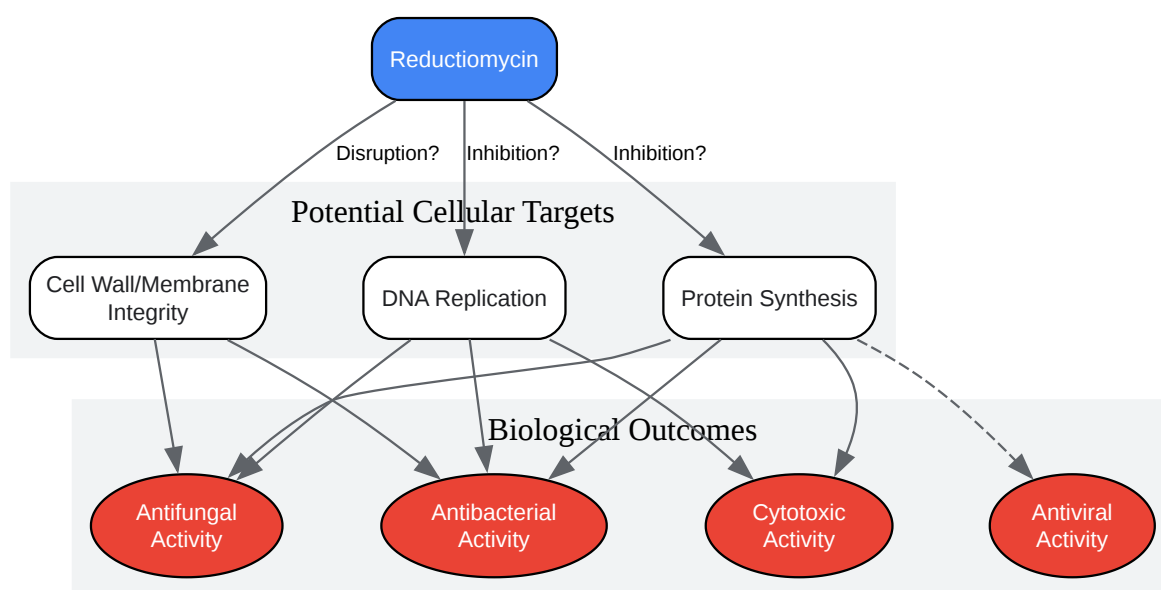 Reductiomycin
Disruption?
Inhibition?
Inhibition?
Potential Cellular Targets
Cell Wall/Membrane
Integrity
DNA Replication
Protein Synthesis
Biological Outcomes
Antifungal
Activity
Antibacterial
Activity
Cytotoxic
Activity
Antiviral
Activity